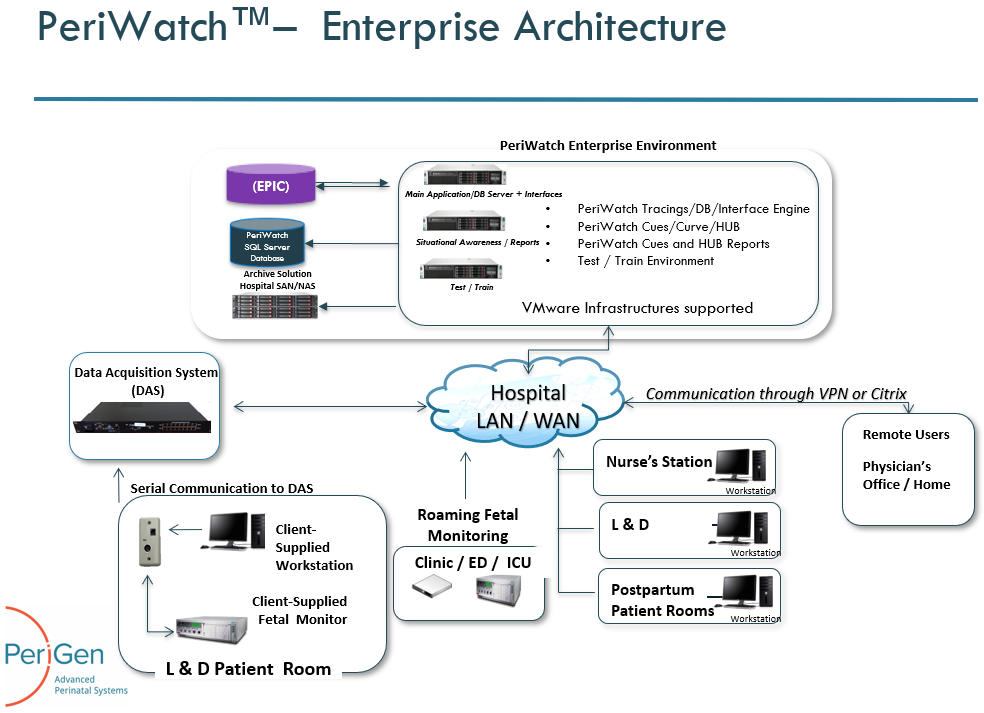 PeriWatch™– Enterprise Architecture
PeriWatch Enterprise Environment
(EPIC)
Main Application/DB Server + Interfaces
• PeriWatch Tracings/DB/Interface Engine
PeriWatch
SQL Server
Database
• PeriWatch Cues/Curve/HUB
Situational Awareness / Reports
• PeriWatch Cues and HUB Reports
• Test / Train Environment
Archive Solution
Hospital SAN/NAS
Test / Train
VMware Infrastructures supported
Data Acquisition System
(DAS)
Hospital
LAN / WAN
Communication through VPN or Citrix
Remote Users
Physician's
Office / Home
Nurse's Station
Workstation
L & D
Workstation
Postpartum
Patient Rooms
Workstation
Serial Communication to DAS
Client-
Supplied
Workstation
Client-Supplied
Fetal Monitor
L & D Patient Room
Roaming Fetal
Monitoring
Clinic / ED / ICU
PeriGen
Advanced
Perinatal Systems